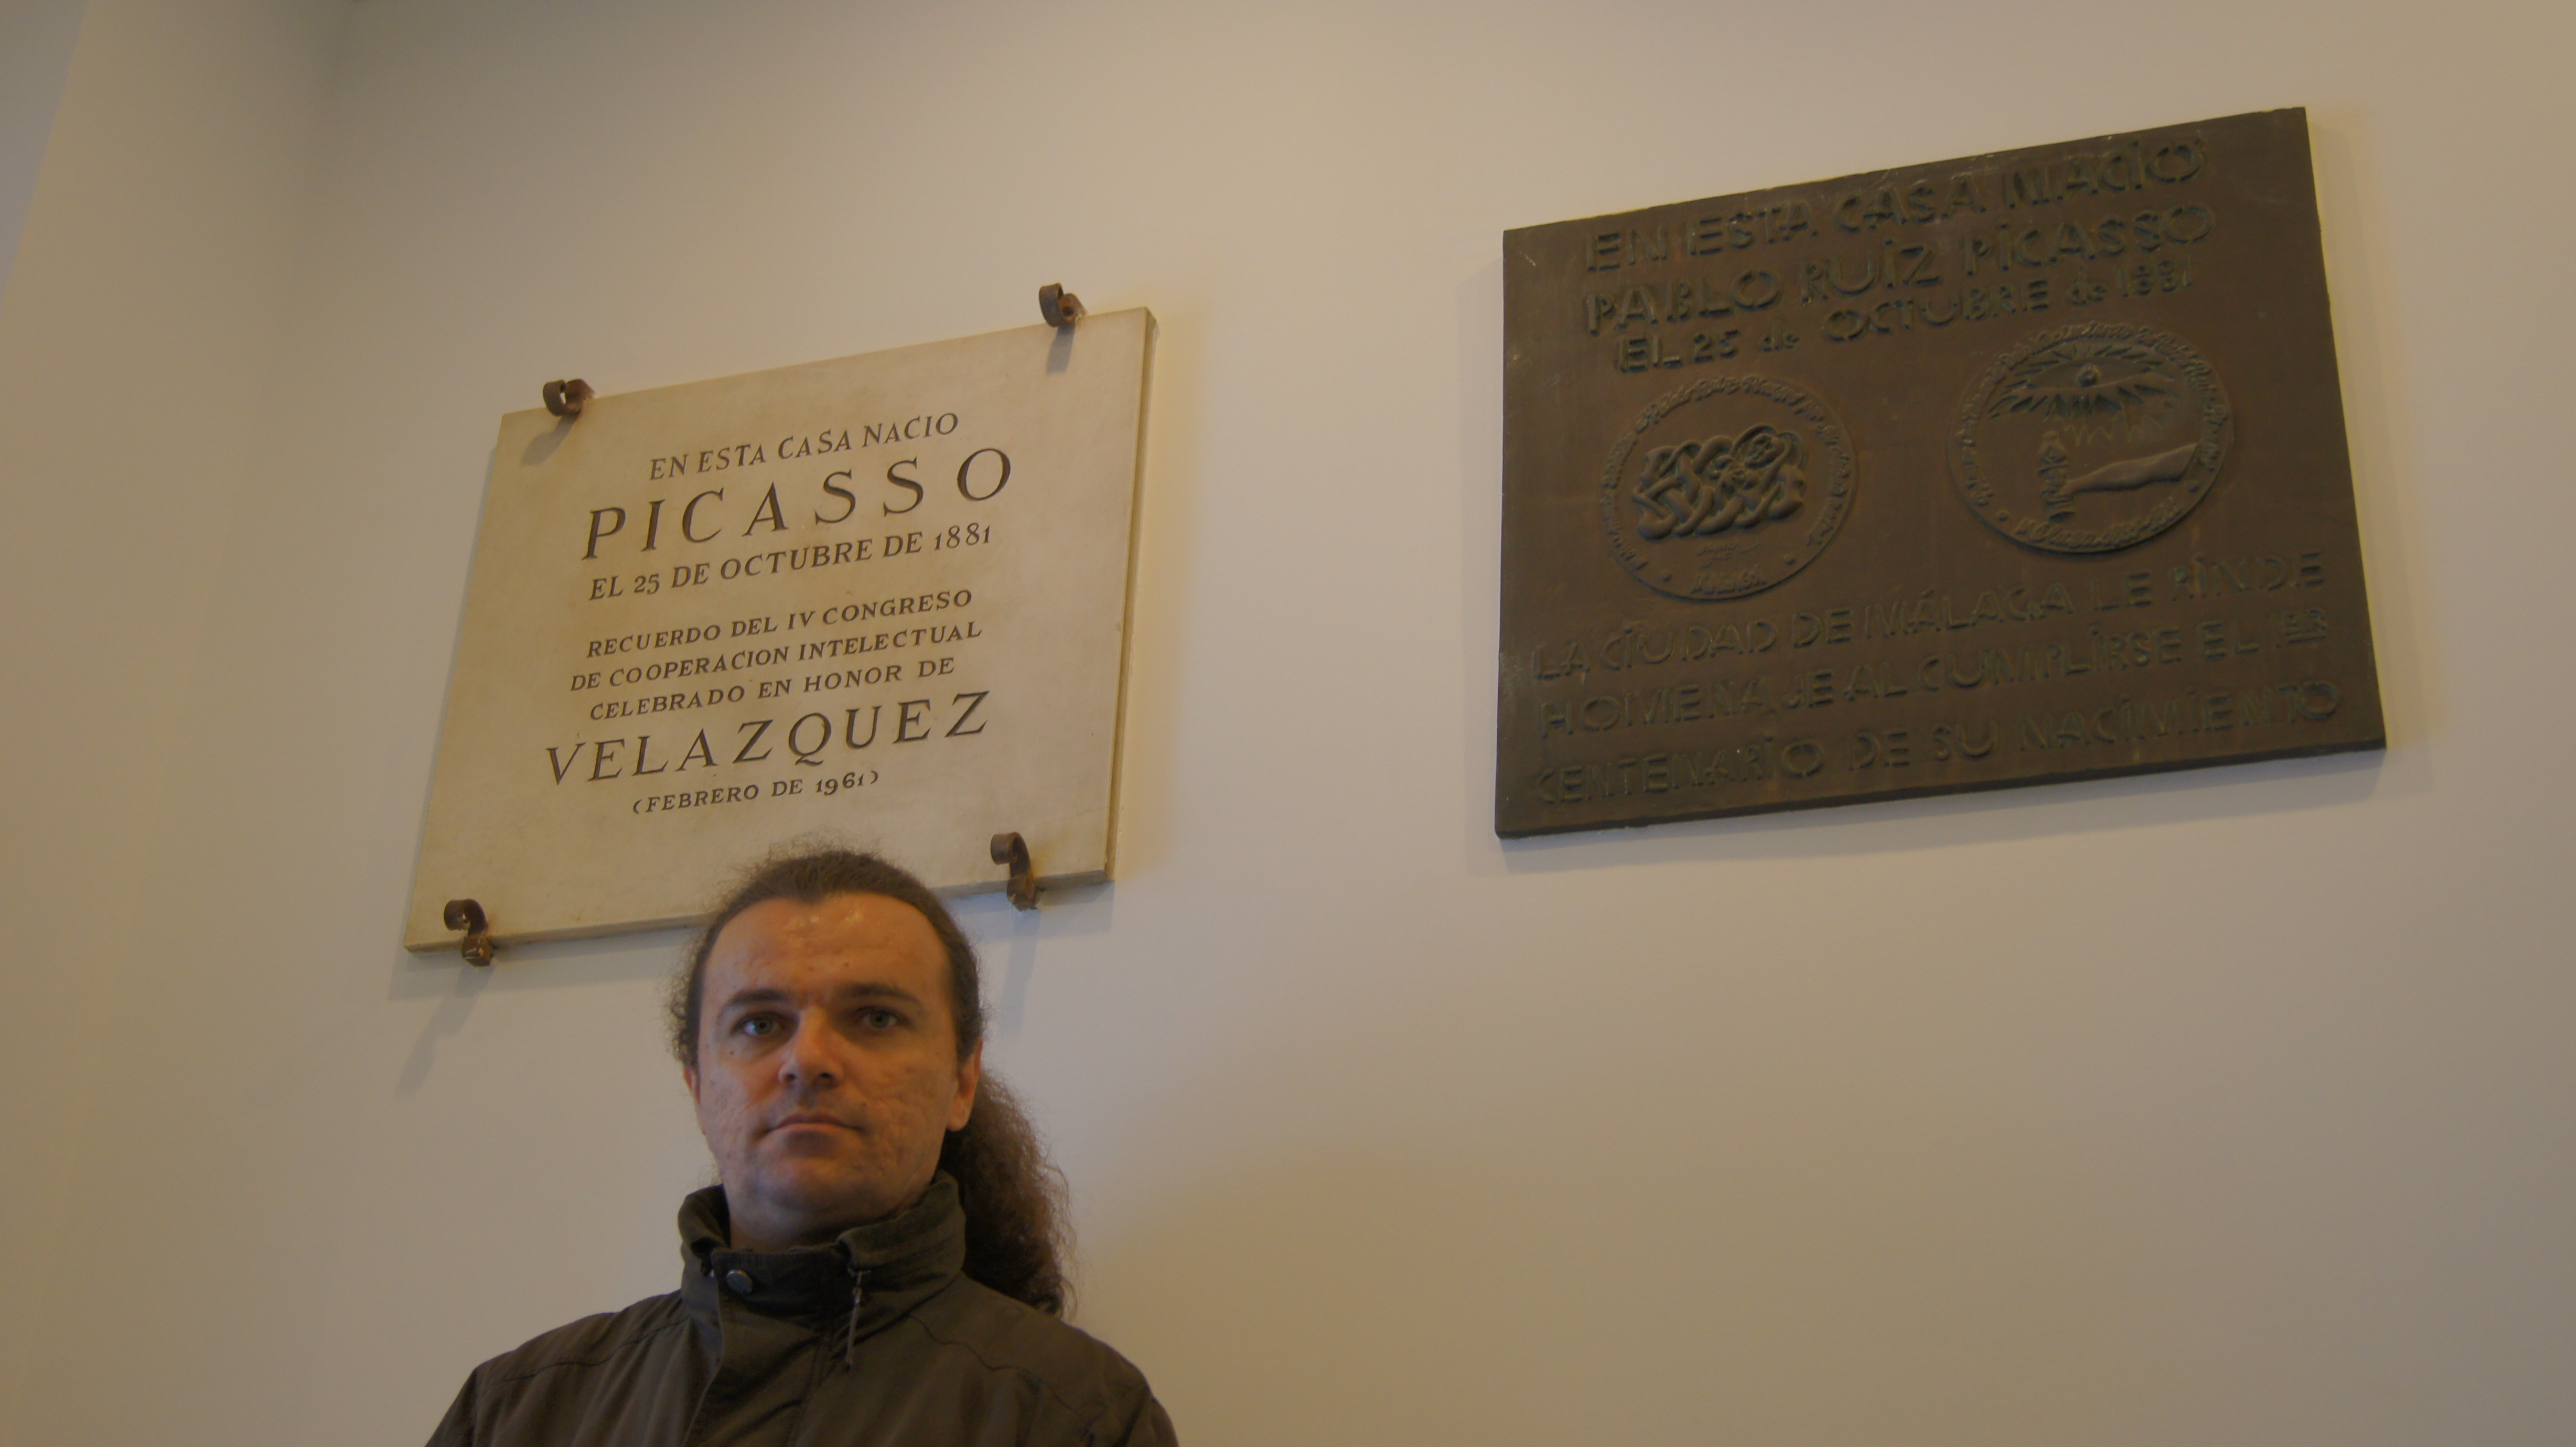 EN ESTA CASA NACIO
PICASSO
EL 25 DE OCTUBRE DE 1881
RECUERDO DEL IV CONGRESO
DE COOPERACION INTELECTUAL
CELEBRADO EN HONOR DE
VELAZQUEZ
(FEBRERO DE 1961)
EN ESTA CASA NACIÓ
PABLO RUIZ PICASSO
EL 25 de OCTUBRE de 1881
MÁLAGA
LA CIUDAD DE MÁLAGA LE RINDE
HOMENAJE AL CUMPLIRSE EL 1ER
CENTENARIO DE SU NACIMIENTO